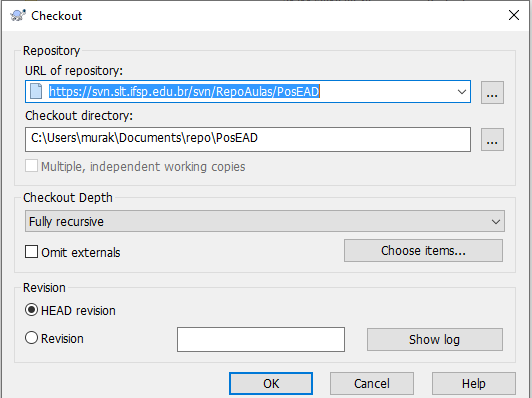 Checkout
Repository
URL of repository:
https://svn.slt.ifsp.edu.br/svn/RepoAulas/PosEAD
...
Checkout directory:
C:\Users\murak\Documents\repo\PosEAD
...
Multiple, independent working copies
Checkout Depth
Fully recursive
Omit externals
Choose items...
Revision
HEAD revision
Revision
Show log
OK
Cancel
Help